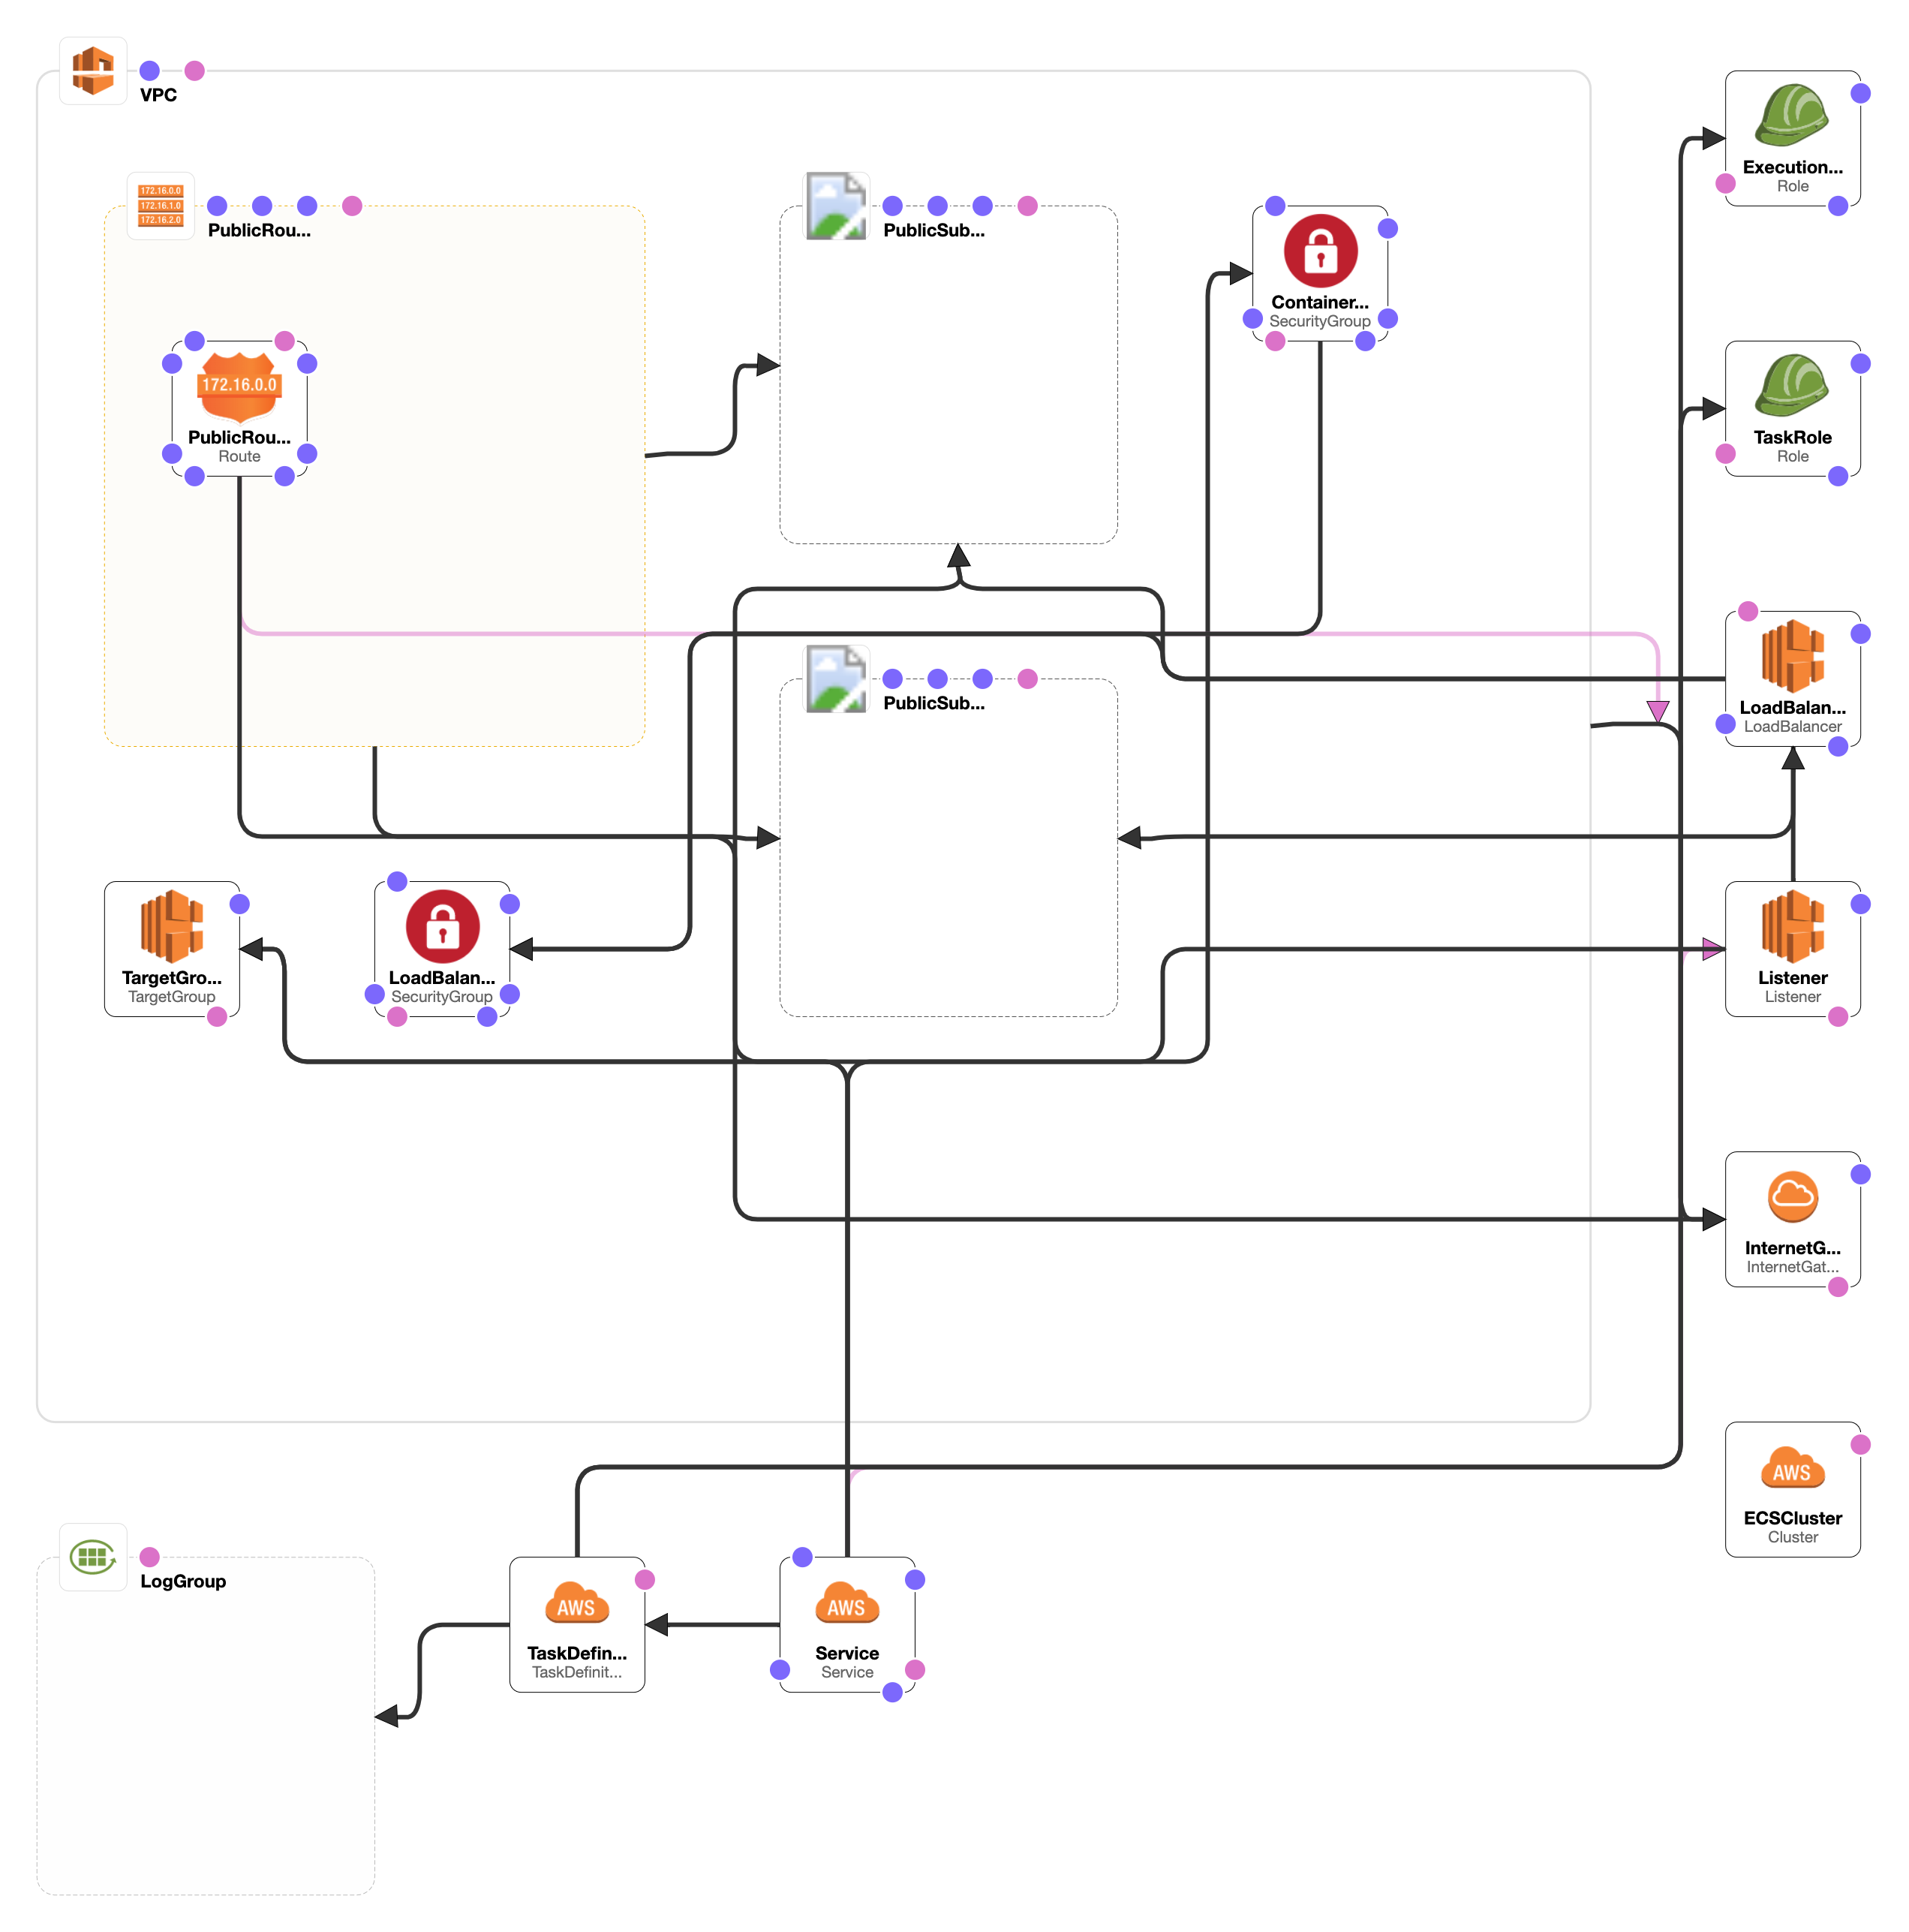 VPC
172.16.0.0
172.16.1.0
172.16.2.0
PublicRou...
PublicSub...
Container...
SecurityGroup
Execution...
Role
172.16.0.0
PublicRou...
Route
TaskRole
Role
PublicSub...
LoadBalan...
LoadBalancer
TargetGro...
TargetGroup
LoadBalan...
SecurityGroup
Listener
Listener
InternetG...
InternetGat...
AWS
ECSCluster
Cluster
LogGroup
AWS
TaskDefin...
TaskDefinit...
AWS
Service
Service